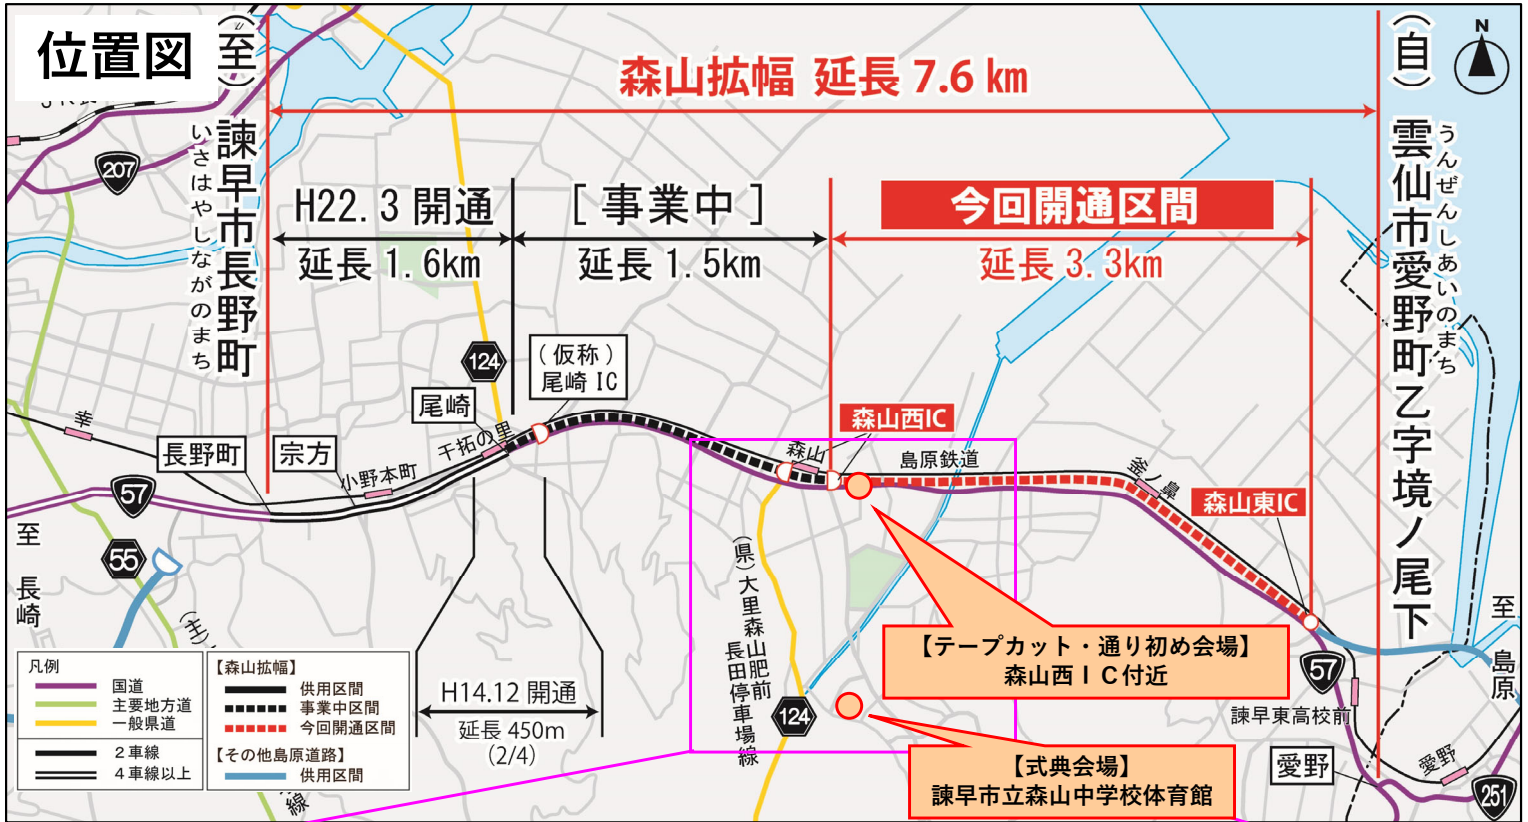 位置図
森山拡幅 延長 7.6 km
(至)
諫早市長野町
いさはやしながのまち
(自)
雲仙市愛野町乙字境ノ尾下
うんぜんしあいのまち
N
207
H22.3 開通
延長 1.6km
[ 事業中 ]
延長 1.5km
今回開通区間
延長 3.3km
124
(仮称)
尾崎 IC
尾崎
森山西IC
幸
長野町
宗方
小野本町
干拓の里
森山
島原鉄道
釜ノ鼻
森山東IC
57
55
至 長崎
(主)
(県)大里森山肥前
長田停車場線
124
【テープカット・通り初め会場】
森山西IC付近
【式典会場】
諫早市立森山中学校体育館
57
諫早東高校前
至 島原
愛野
愛野
251
H14.12 開通
延長 450m
(2/4)
凡例
国道
主要地方道
一般県道
2車線
4車線以上
【森山拡幅】
供用区間
事業中区間
今回開通区間
【その他島原道路】
供用区間
線